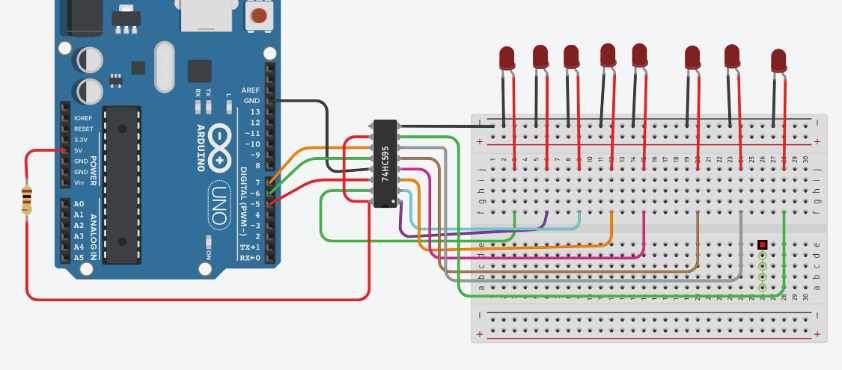 AREF
GND
13
12
~11
~10
~9
8
7
~6
~5
4
~3
2
TX→1
RX←0
DIGITAL (PWM~)
L
TX
RX
ARDUINO
UNO
ON
IOREF
RESET
3.3V
5V
GND
GND
Vin
POWER
A0
A1
A2
A3
A4
A5
ANALOG IN
74HC595
j
i
h
g
f
e
d
c
b
a